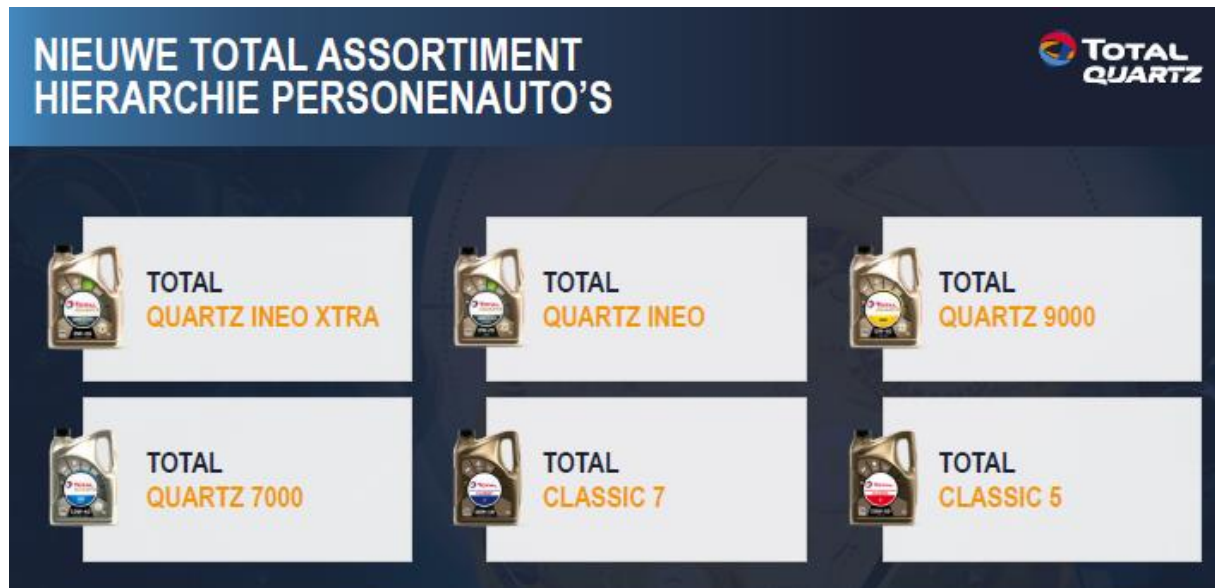 NIEUWE TOTAL ASSORTIMENT
HIERARCHIE PERSONENAUTO'S
TOTAL
QUARTZ
TOTAL
QUARTZ INEO XTRA
TOTAL
QUARTZ INEO
TOTAL
QUARTZ 9000
TOTAL
QUARTZ 7000
TOTAL
CLASSIC 7
TOTAL
CLASSIC 5